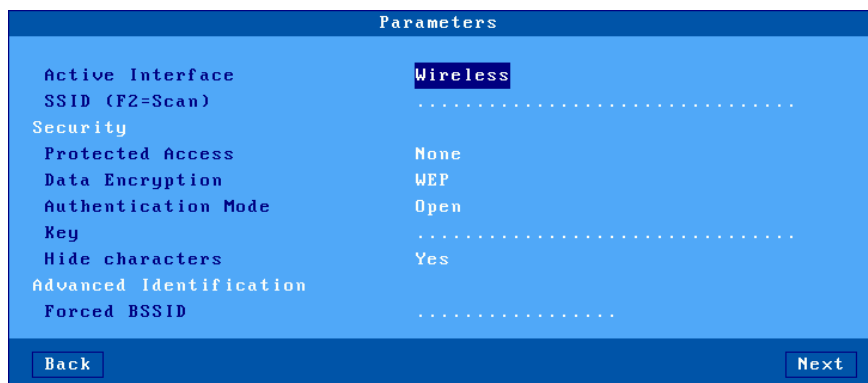 Parameters
Active Interface Wireless
SSID (F2=Scan) ................................
Security
Protected Access None
Data Encryption WEP
Authentication Mode Open
Key ................................
Hide characters Yes
Advanced Identification
Forced BSSID .................
Back Next